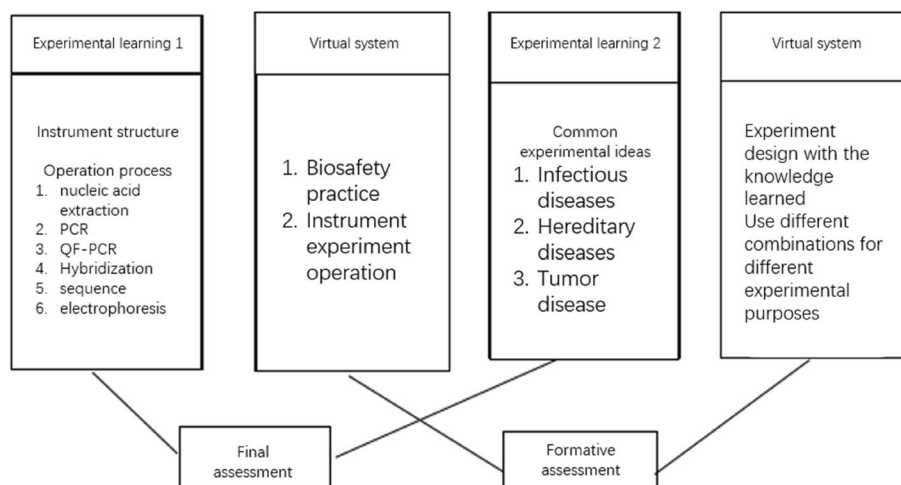 Experimental learning 1
Instrument structure
Operation process
1. nucleic acid
extraction
2. PCR
3. QF-PCR
4. Hybridization
5. sequence
6. electrophoresis
Virtual system
1. Biosafety
practice
2. Instrument
experiment
operation
Experimental learning 2
Common
experimental ideas
1. Infectious
diseases
2. Hereditary
diseases
3. Tumor
disease
Virtual system
Experiment
design with the
knowledge
learned
Use different
combinations for
different
experimental
purposes
Final
assessment
Formative
assessment